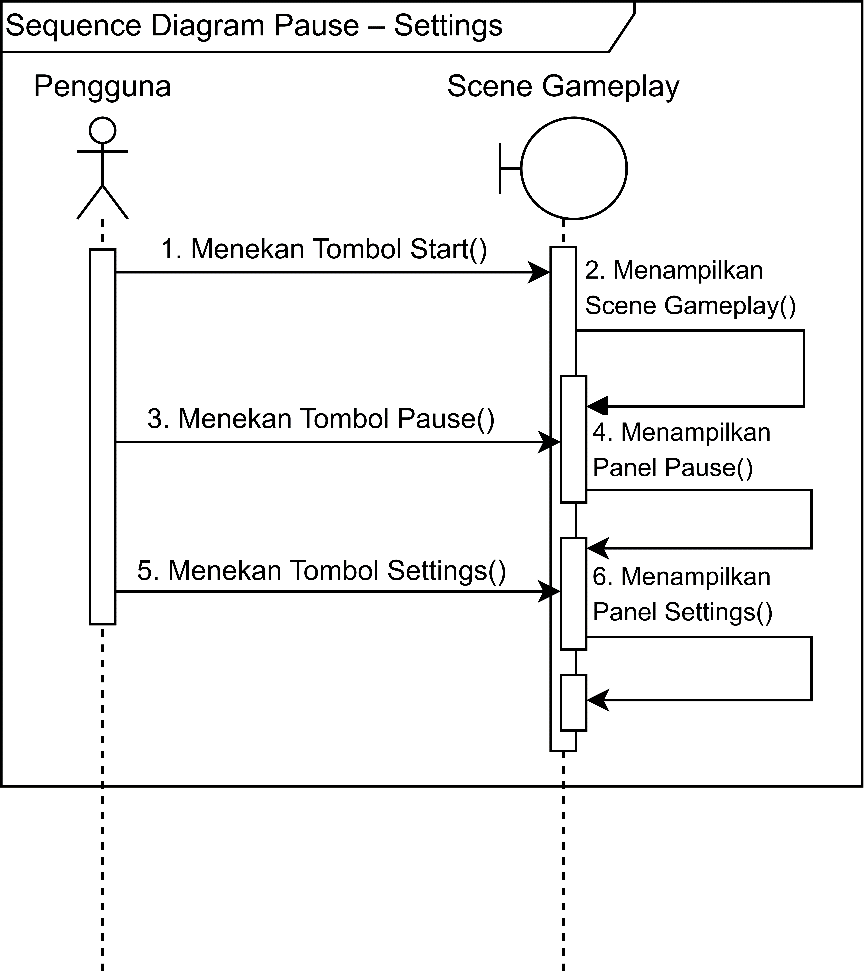 Sequence Diagram Pause – Settings
Pengguna
Scene Gameplay
1. Menekan Tombol Start()
2. Menampilkan
Scene Gameplay()
3. Menekan Tombol Pause()
4. Menampilkan
Panel Pause()
5. Menekan Tombol Settings()
6. Menampilkan
Panel Settings()